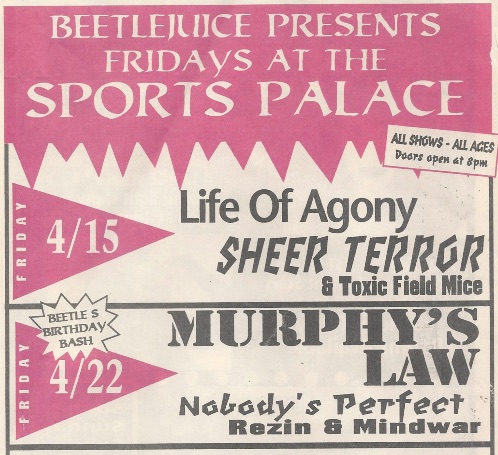 BEETLEJUICE PRESENTS
FRIDAYS AT THE
SPORTS PALACE
ALL SHOWS - ALL AGES
Doors open at 8pm
FRIDAY
4/15
Life Of Agony
SHEER TERROR
& Toxic Field Mice
BEETLE S
BIRTHDAY
BASH
FRIDAY
4/22
MURPHY'S
LAW
Nobody's Perfect
Rezin & Mindwar